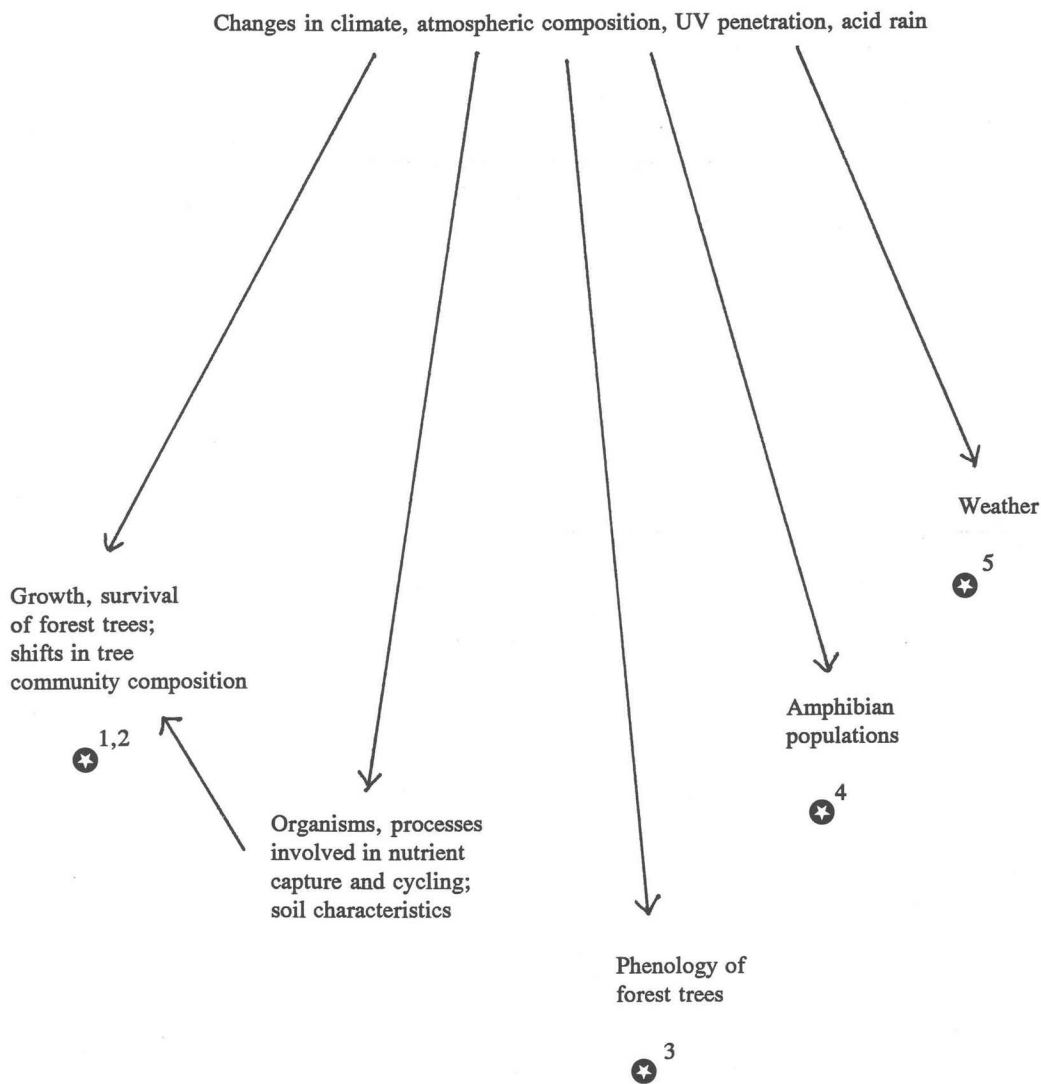 Changes in climate, atmospheric composition, UV penetration, acid rain
Weather
5
Growth, survival
of forest trees;
shifts in tree
community composition
1,2
Amphibian
populations
4
Organisms, processes
involved in nutrient
capture and cycling;
soil characteristics
Phenology of
forest trees
3